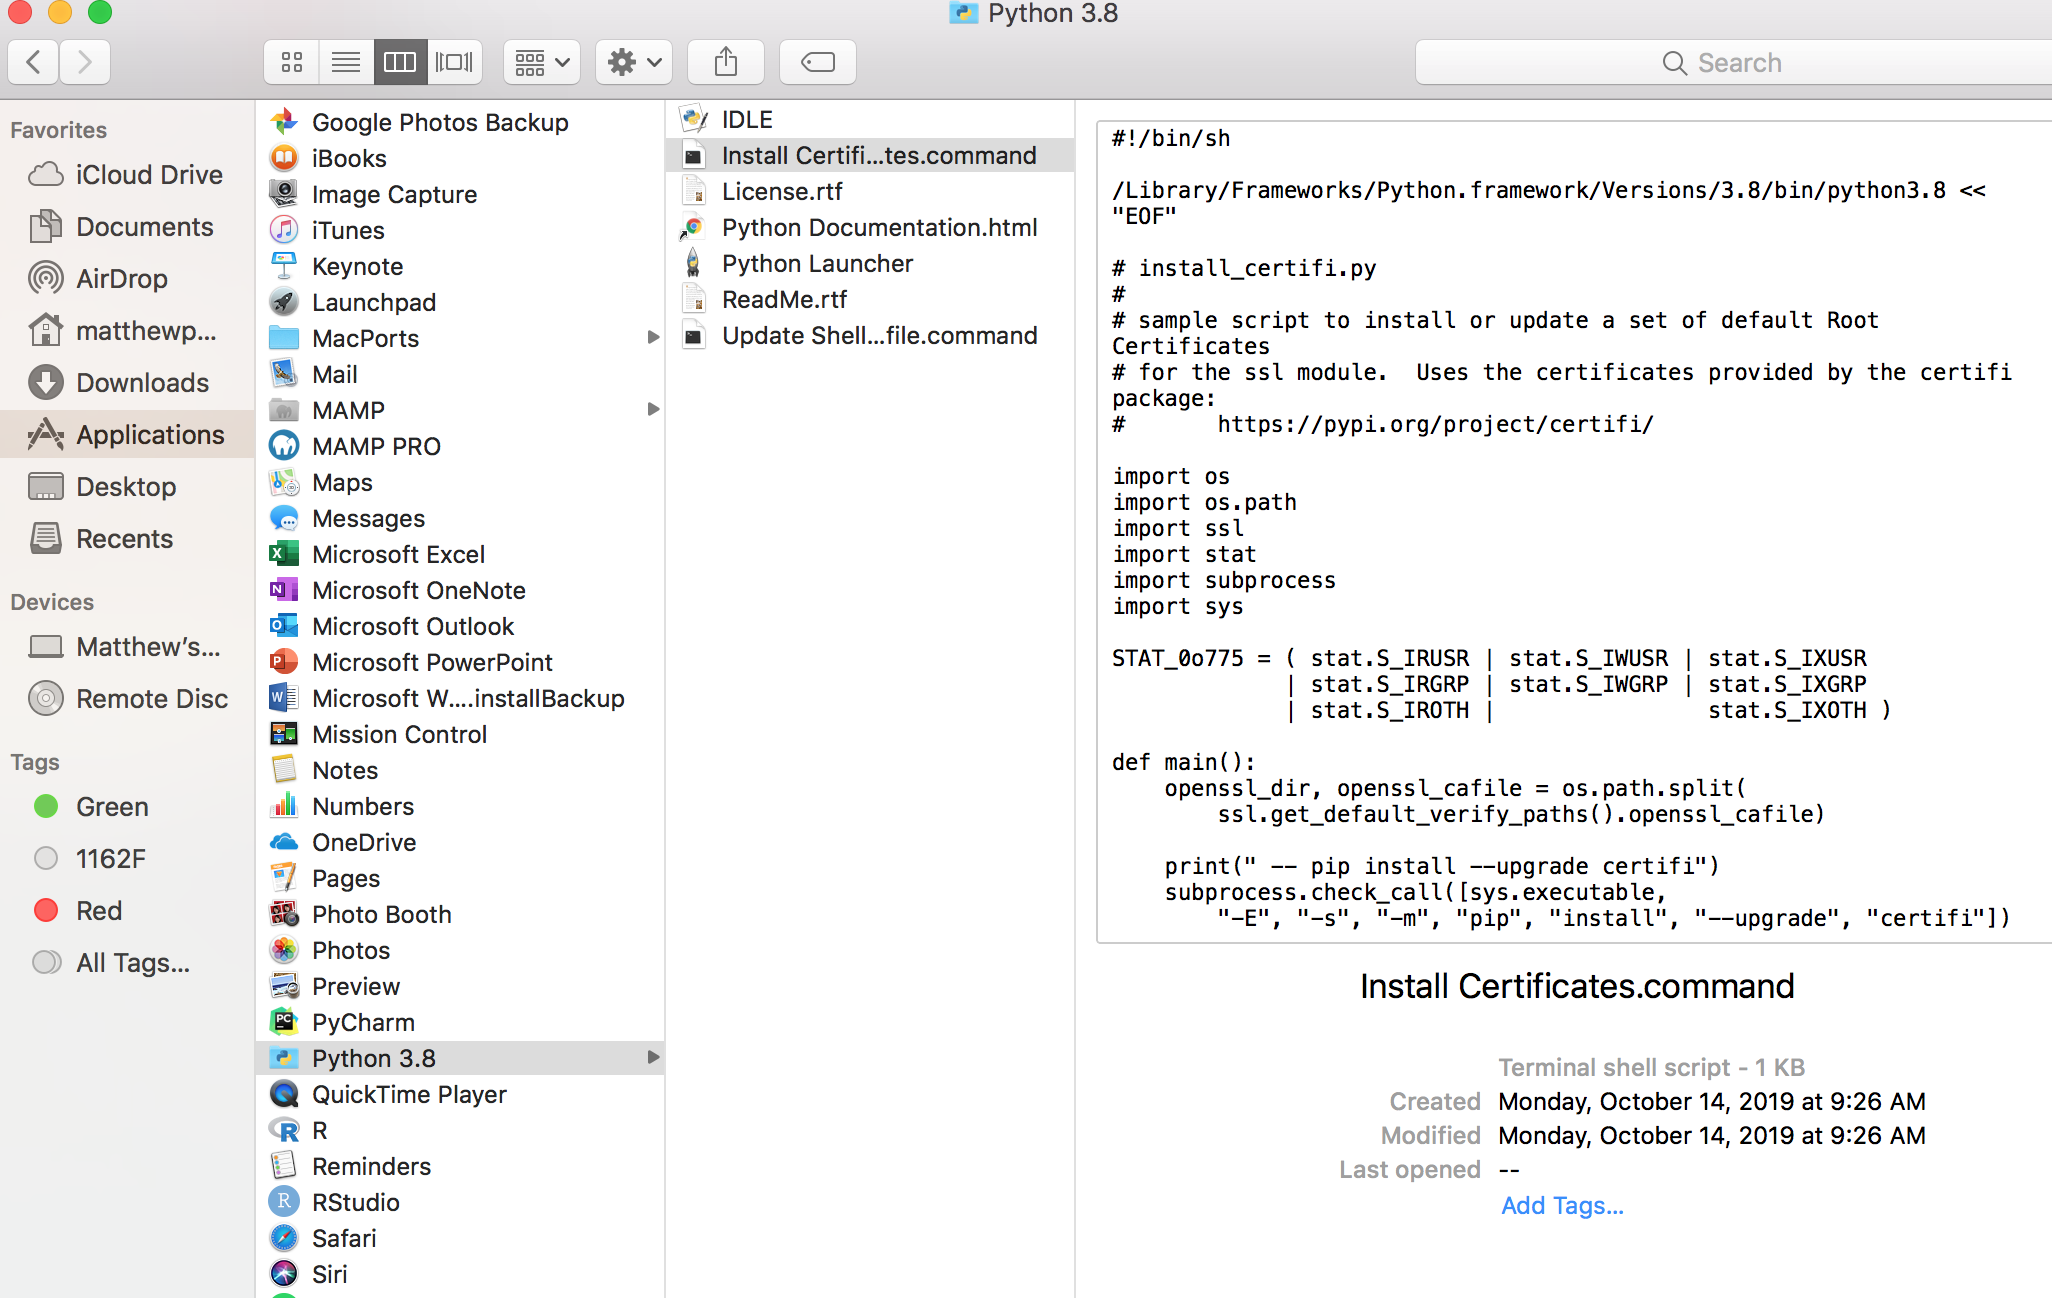 Python 3.8
Search
Favorites
iCloud Drive
Documents
AirDrop
matthewp...
Downloads
Applications
Desktop
Recents
Devices
Matthew’s...
Remote Disc
Tags
Green
1162F
Red
All Tags...
Google Photos Backup
iBooks
Image Capture
iTunes
Keynote
Launchpad
MacPorts
Mail
MAMP
MAMP PRO
Maps
Messages
Microsoft Excel
Microsoft OneNote
Microsoft Outlook
Microsoft PowerPoint
Microsoft W....installBackup
Mission Control
Notes
Numbers
OneDrive
Pages
Photo Booth
Photos
Preview
PyCharm
Python 3.8
QuickTime Player
R
Reminders
RStudio
Safari
Siri
IDLE
Install Certifi...tes.command
License.rtf
Python Documentation.html
Python Launcher
ReadMe.rtf
Update Shell...file.command
#!/bin/sh
/Library/Frameworks/Python.framework/Versions/3.8/bin/python3.8 <<
"EOF"
# install_certifi.py
#
# sample script to install or update a set of default Root
Certificates
# for the ssl module.  Uses the certificates provided by the certifi
package:
#       https://pypi.org/project/certifi/
import os
import os.path
import ssl
import stat
import subprocess
import sys
STAT_0o775 = ( stat.S_IRUSR | stat.S_IWUSR | stat.S_IXUSR
             | stat.S_IRGRP | stat.S_IWGRP | stat.S_IXGRP
             | stat.S_IROTH |                stat.S_IXOTH )
def main():
    openssl_dir, openssl_cafile = os.path.split(
        ssl.get_default_verify_paths().openssl_cafile)
    print(" -- pip install --upgrade certifi")
    subprocess.check_call([sys.executable,
        "-E", "-s", "-m", "pip", "install", "--upgrade", "certifi"])
Install Certificates.command
Terminal shell script - 1 KB
Created Monday, October 14, 2019 at 9:26 AM
Modified Monday, October 14, 2019 at 9:26 AM
Last opened --
Add Tags...